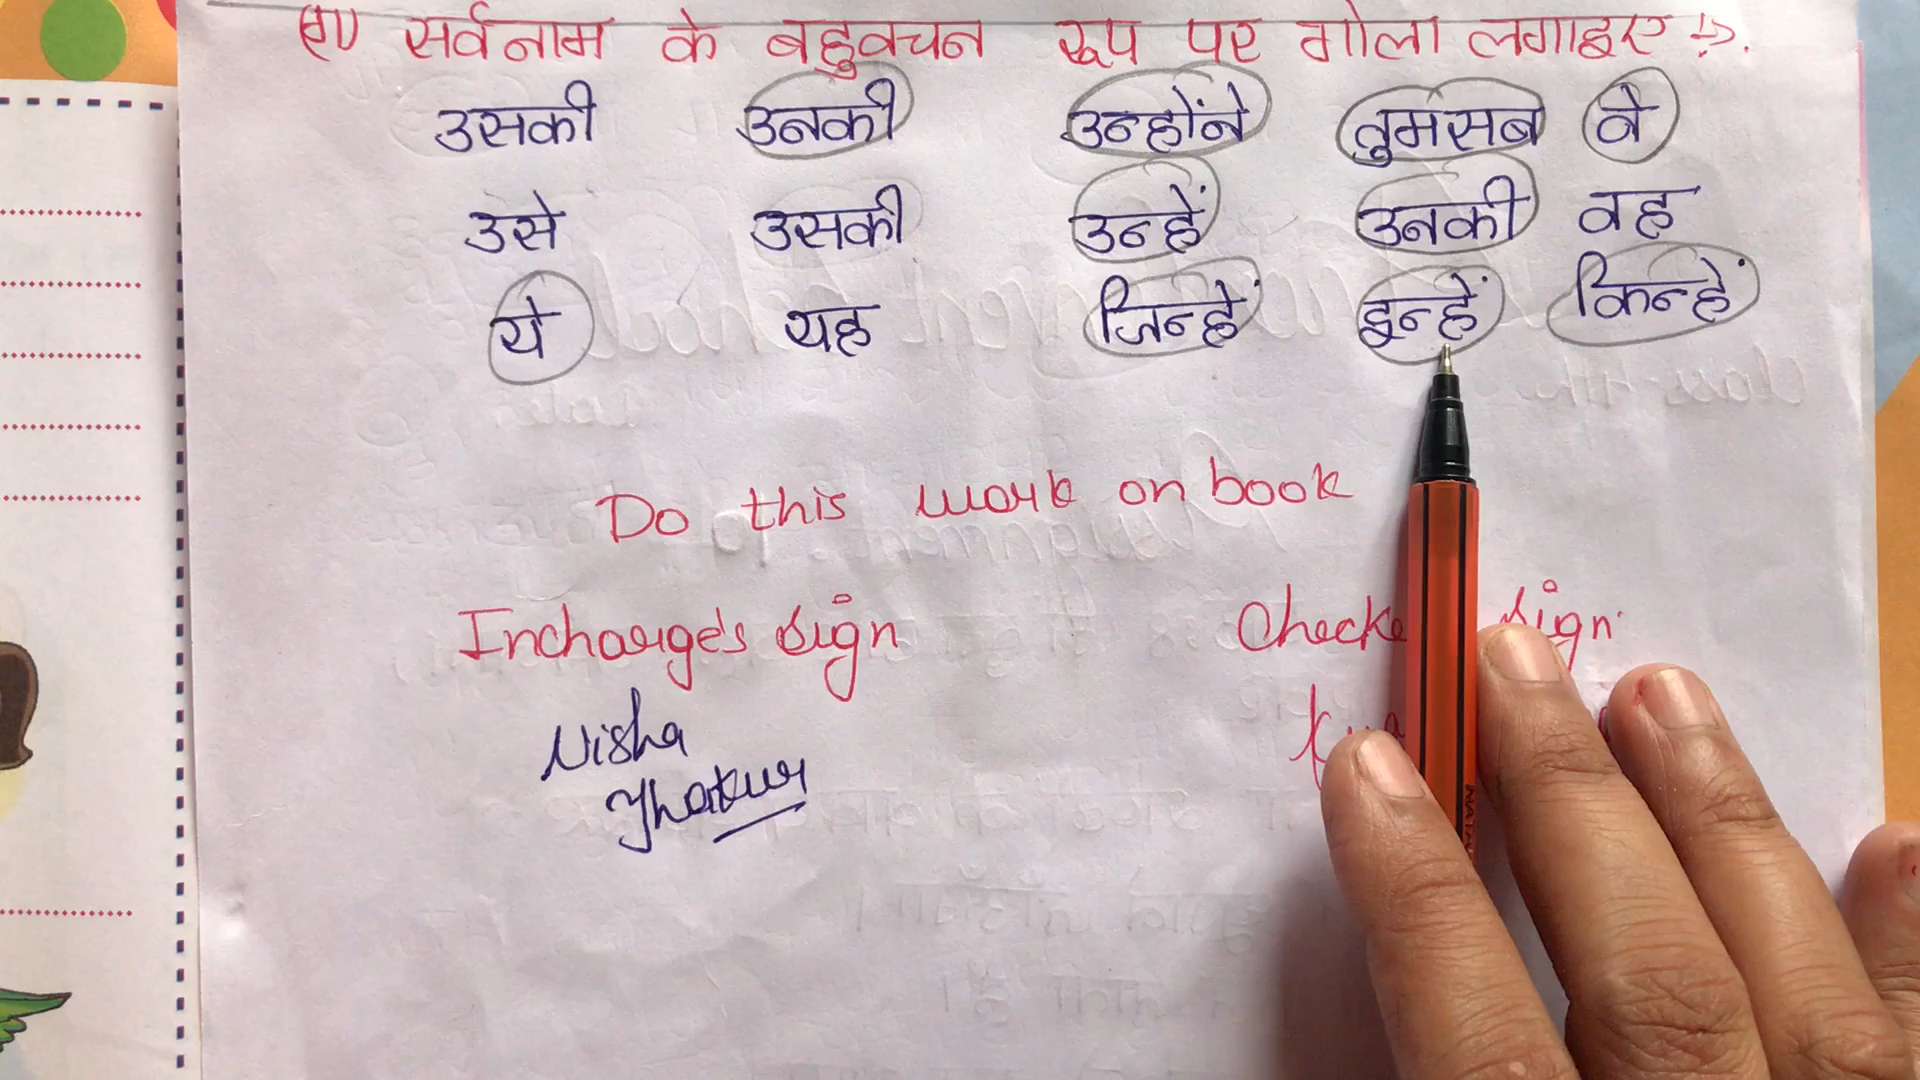 सर्वनाम के बहुवचन रूप पर गोला लगाइए
उसकी उनकी उन्होंने तुमसब वे
उसे उसकी उन्हें उनकी वह
ये यह जिन्हें इन्हें किन्हें
Do this work on book
Incharge's sign sign
Nisha
Thakur